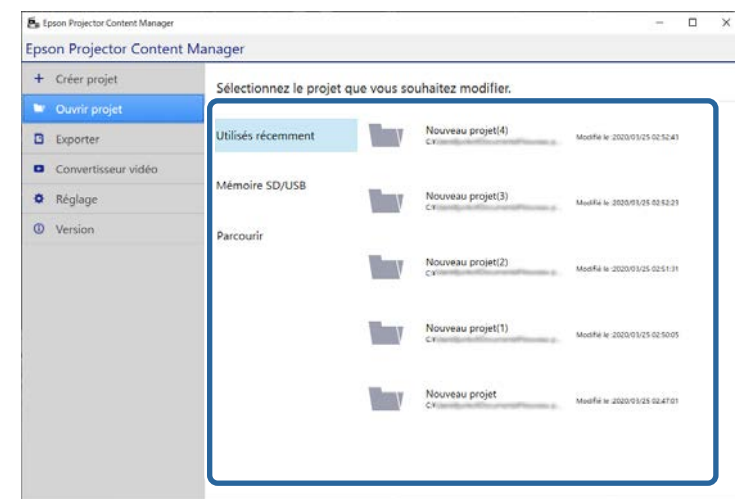 Epson Projector Content Manager
Epson Projector Content Manager
Créer projet
Ouvrir projet
Exporter
Convertisseur vidéo
Réglage
Version
Sélectionnez le projet que vous souhaitez modifier.
Utilisés récemment
Mémoire SD/USB
Parcourir
Nouveau projet(4)
Modifié le :2020/03/25 02:52:43
Nouveau projet(3)
Modifié le :2020/03/25 02:52:23
Nouveau projet(2)
Modifié le :2020/03/25 02:51:31
Nouveau projet(1)
Modifié le :2020/03/25 02:50:05
Nouveau projet
Modifié le :2020/03/25 02:47:01